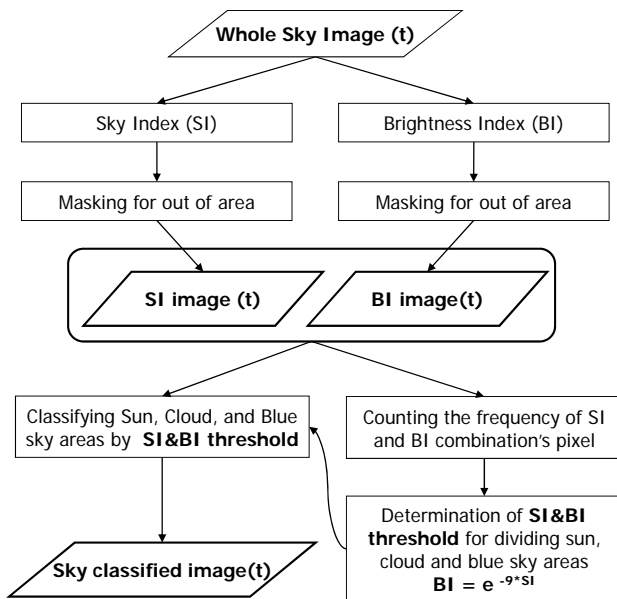 Whole Sky Image (t)
Sky Index (SI)
Brightness Index (BI)
Masking for out of area
Masking for out of area
SI image (t)
BI image(t)
Classifying Sun, Cloud, and Blue
sky areas by SI&BI threshold
Counting the frequency of SI
and BI combination's pixel
Determination of SI&BI
threshold for dividing sun,
cloud and blue sky areas
BI = e -9*SI
Sky classified image(t)